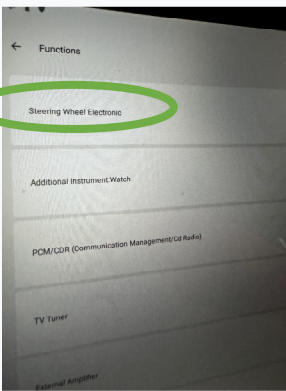 Functions
Steering Wheel Electronic
Additional Instrument:Watch
PCM/CDR (Communication Management/Cd Radio)
TV Tuner
External Amplifier